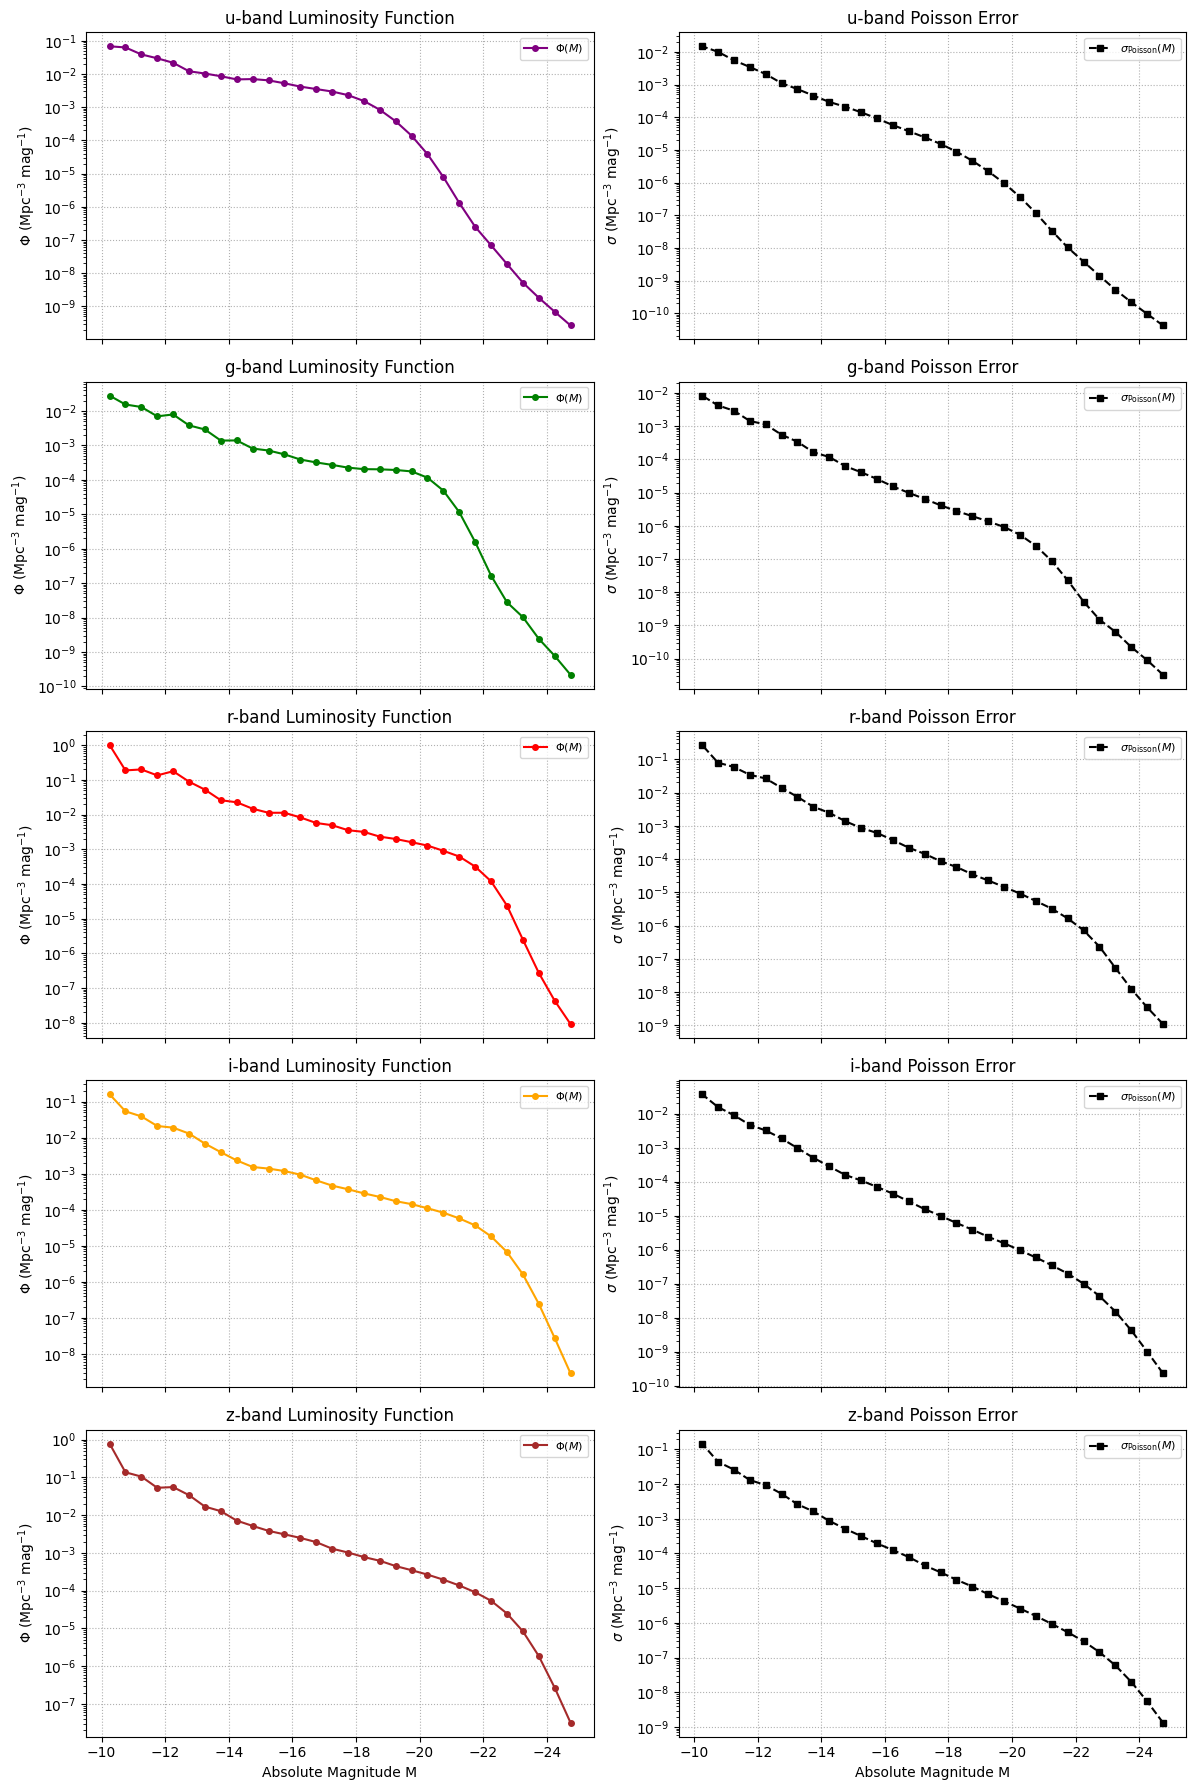 u-band Luminosity Function
Φ (Mpc⁻³ mag⁻¹)
10⁻¹
10⁻²
10⁻³
10⁻⁴
10⁻⁵
10⁻⁶
10⁻⁷
10⁻⁸
10⁻⁹
Φ(M)
u-band Poisson Error
σ (Mpc⁻³ mag⁻¹)
10⁻²
10⁻³
10⁻⁴
10⁻⁵
10⁻⁶
10⁻⁷
10⁻⁸
10⁻⁹
10⁻¹⁰
σPoisson(M)
g-band Luminosity Function
Φ (Mpc⁻³ mag⁻¹)
10⁻²
10⁻³
10⁻⁴
10⁻⁵
10⁻⁶
10⁻⁷
10⁻⁸
10⁻⁹
10⁻¹⁰
Φ(M)
g-band Poisson Error
σ (Mpc⁻³ mag⁻¹)
10⁻²
10⁻³
10⁻⁴
10⁻⁵
10⁻⁶
10⁻⁷
10⁻⁸
10⁻⁹
10⁻¹⁰
σPoisson(M)
r-band Luminosity Function
Φ (Mpc⁻³ mag⁻¹)
10⁰
10⁻¹
10⁻²
10⁻³
10⁻⁴
10⁻⁵
10⁻⁶
10⁻⁷
10⁻⁸
Φ(M)
r-band Poisson Error
σ (Mpc⁻³ mag⁻¹)
10⁻¹
10⁻²
10⁻³
10⁻⁴
10⁻⁵
10⁻⁶
10⁻⁷
10⁻⁸
10⁻⁹
σPoisson(M)
i-band Luminosity Function
Φ (Mpc⁻³ mag⁻¹)
10⁻¹
10⁻²
10⁻³
10⁻⁴
10⁻⁵
10⁻⁶
10⁻⁷
10⁻⁸
Φ(M)
i-band Poisson Error
σ (Mpc⁻³ mag⁻¹)
10⁻²
10⁻³
10⁻⁴
10⁻⁵
10⁻⁶
10⁻⁷
10⁻⁸
10⁻⁹
10⁻¹⁰
σPoisson(M)
z-band Luminosity Function
Φ (Mpc⁻³ mag⁻¹)
10⁰
10⁻¹
10⁻²
10⁻³
10⁻⁴
10⁻⁵
10⁻⁶
10⁻⁷
Φ(M)
−10 −12 −14 −16 −18 −20 −22 −24
Absolute Magnitude M
z-band Poisson Error
σ (Mpc⁻³ mag⁻¹)
10⁻¹
10⁻²
10⁻³
10⁻⁴
10⁻⁵
10⁻⁶
10⁻⁷
10⁻⁸
10⁻⁹
σPoisson(M)
−10 −12 −14 −16 −18 −20 −22 −24
Absolute Magnitude M